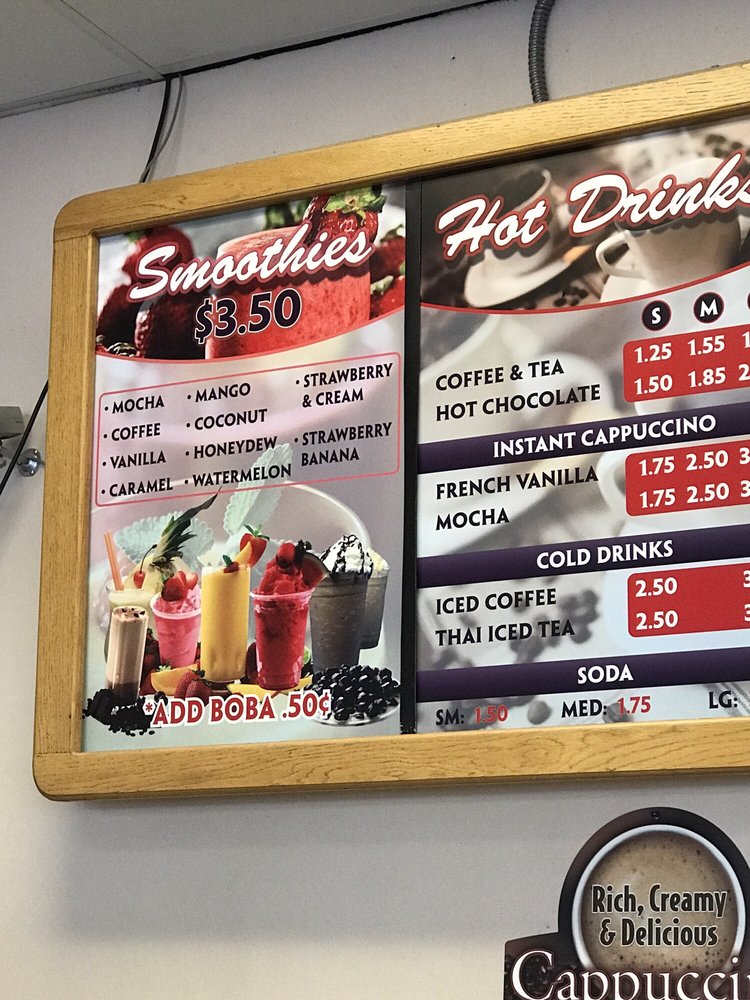 Smoothies
$3.50
• MOCHA
• COFFEE
• VANILLA
• CARAMEL
• MANGO
• COCONUT
• HONEYDEW
• WATERMELON
• STRAWBERRY
& CREAM
• STRAWBERRY
BANANA
*ADD BOBA .50¢
Hot Drinks
S M
COFFEE & TEA 1.25 1.55
HOT CHOCOLATE 1.50 1.85
INSTANT CAPPUCCINO
FRENCH VANILLA 1.75 2.50
MOCHA 1.75 2.50
COLD DRINKS
ICED COFFEE 2.50
THAI ICED TEA 2.50
SODA
SM: 1.50 MED: 1.75 LG:
Rich, Creamy
& Delicious
Cappucci